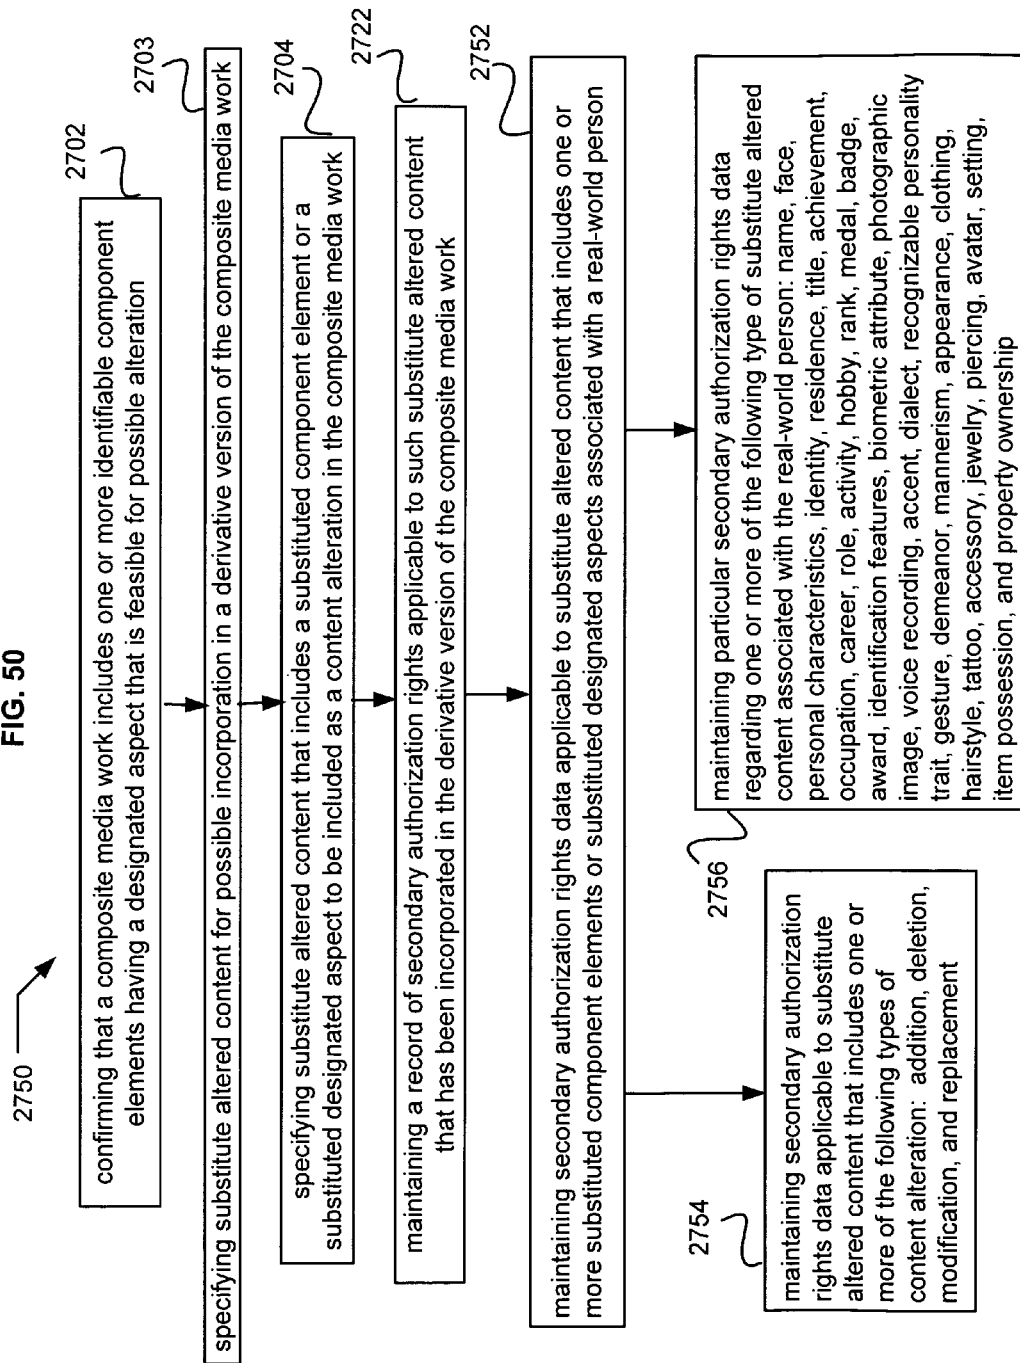 FIG. 50
2750
2702
confirming that a composite media work includes one or more identifiable component
elements having a designated aspect that is feasible for possible alteration
2703
specifying substitute altered content for possible incorporation in a derivative version of the composite media work
2704
specifying substitute altered content that includes a substituted component element or a
substituted designated aspect to be included as a content alteration in the composite media work
2722
maintaining a record of secondary authorization rights applicable to such substitute altered content
that has been incorporated in the derivative version of the composite media work
2752
maintaining secondary authorization rights data applicable to substitute altered content that includes one or
more substituted component elements or substituted designated aspects associated with a real-world person
2754
maintaining secondary authorization
rights data applicable to substitute
altered content that includes one or
more of the following types of
content alteration: addition, deletion,
modification, and replacement
2756
maintaining particular secondary authorization rights data
regarding one or more of the following type of substitute altered
content associated with the real-world person: name, face,
personal characteristics, identity, residence, title, achievement,
occupation, career, role, activity, hobby, rank, medal, badge,
award, identification features, biometric attribute, photographic
image, voice recording, accent, dialect, recognizable personality
trait, gesture, demeanor, mannerism, appearance, clothing,
hairstyle, tattoo, accessory, jewelry, piercing, avatar, setting,
item possession, and property ownership